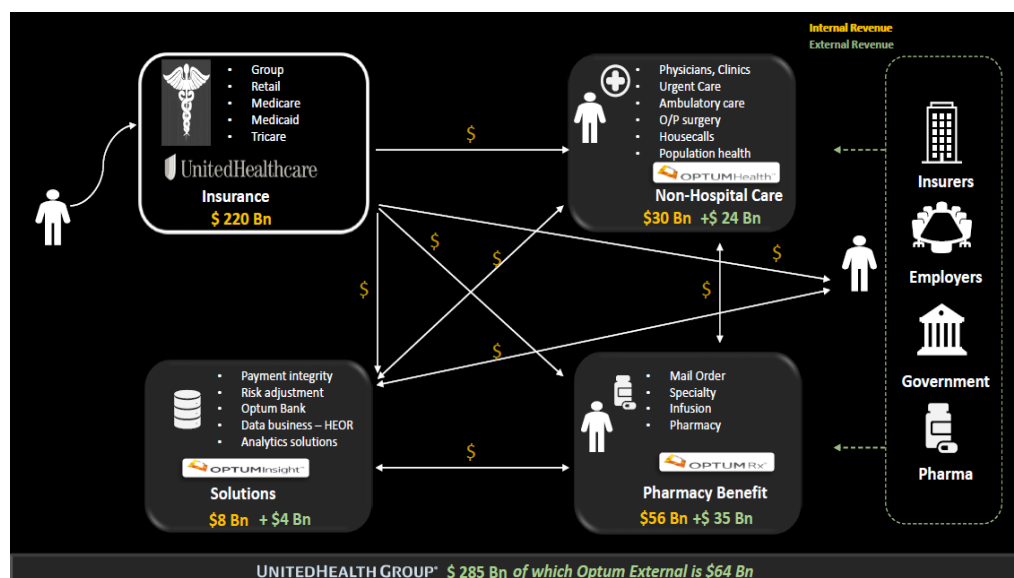 Internal Revenue
External Revenue
• Group
• Retail
• Medicare
• Medicaid
• Tricare
UnitedHealthcare
Insurance
$ 220 Bn
• Physicians, Clinics
• Urgent Care
• Ambulatory care
• O/P surgery
• Housecalls
• Population health
OPTUMHealth™
Non-Hospital Care
$30 Bn +$ 24 Bn
$
$
$
$
$
$
$
$
Insurers
Employers
Government
Pharma
• Payment integrity
• Risk adjustment
• Optum Bank
• Data business – HEOR
• Analytics solutions
OPTUMInsight™
Solutions
$8 Bn + $4 Bn
• Mail Order
• Specialty
• Infusion
• Pharmacy
OPTUMRx®
Pharmacy Benefit
$56 Bn +$ 35 Bn
UNITEDHEALTH GROUP® $ 285 Bn of which Optum External is $64 Bn